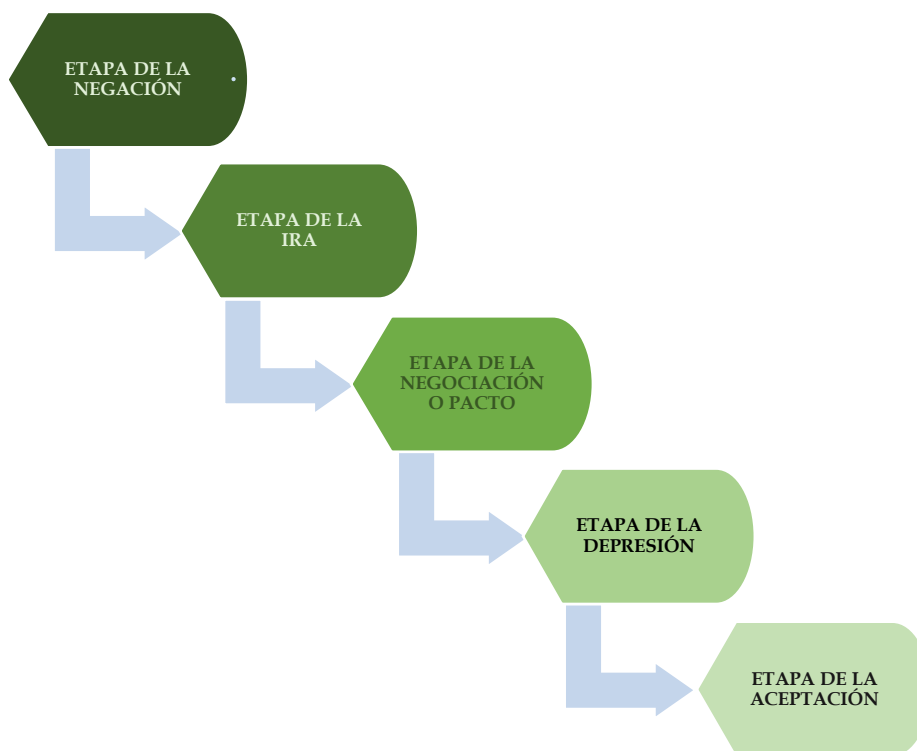 ETAPA DE LA
NEGACIÓN
ETAPA DE LA
IRA
ETAPA DE LA
NEGOCIACIÓN
O PACTO
ETAPA DE LA
DEPRESIÓN
ETAPA DE LA
ACEPTACIÓN